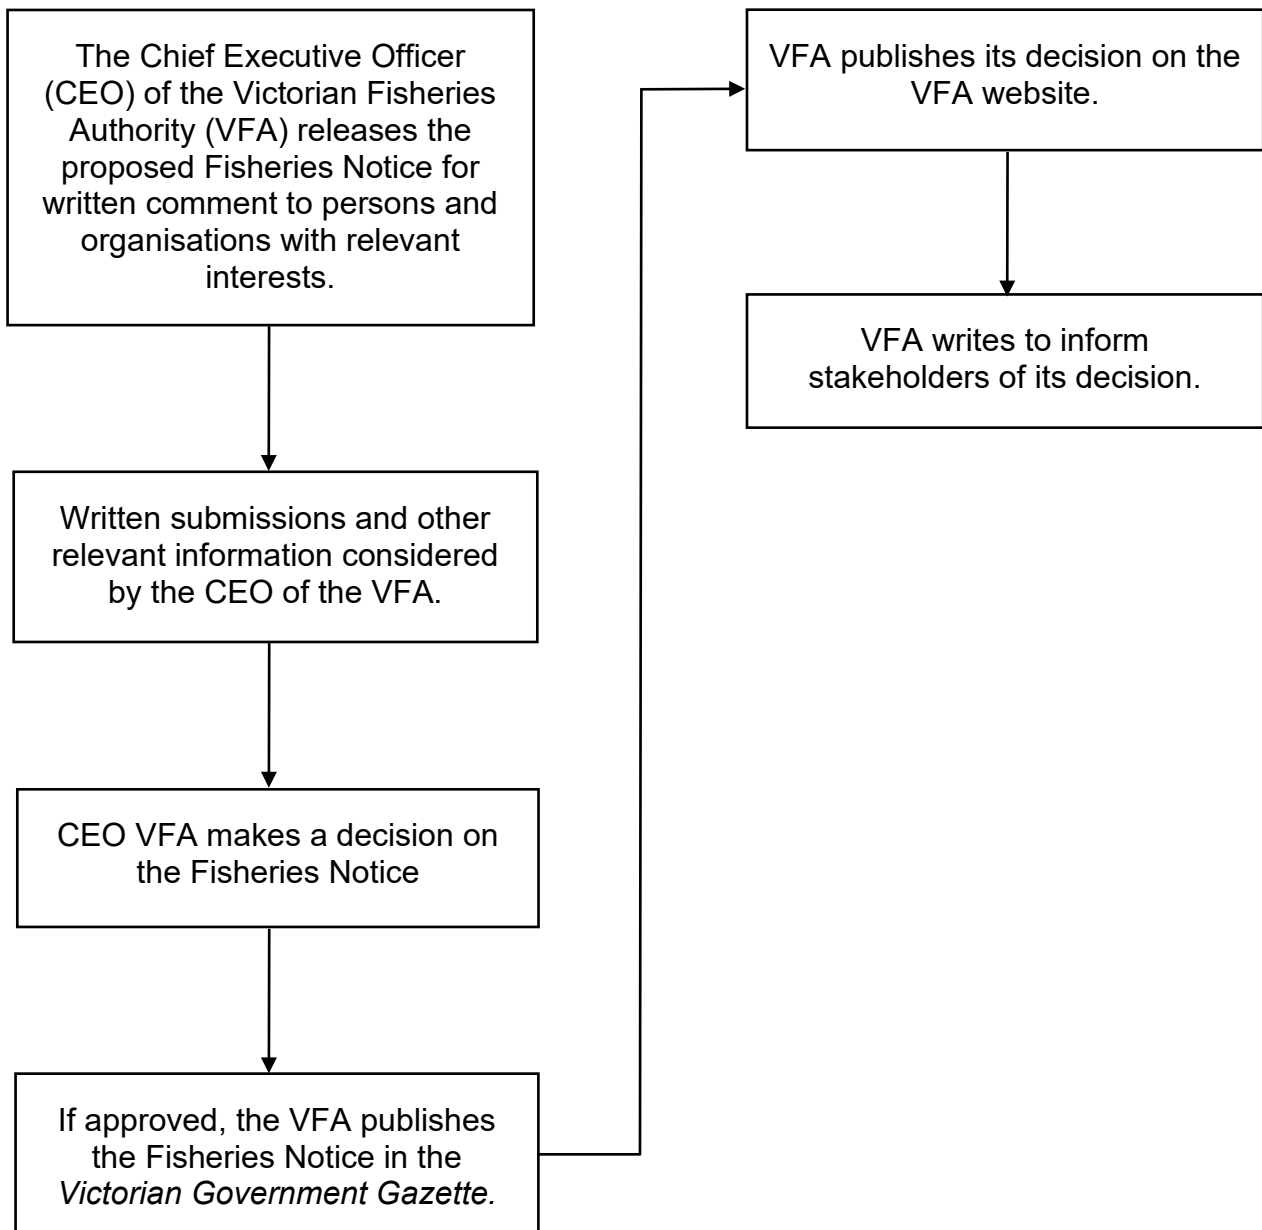 The Chief Executive Officer
(CEO) of the Victorian Fisheries
Authority (VFA) releases the
proposed Fisheries Notice for
written comment to persons and
organisations with relevant
interests.
Written submissions and other
relevant information considered
by the CEO of the VFA.
CEO VFA makes a decision on
the Fisheries Notice
If approved, the VFA publishes
the Fisheries Notice in the
Victorian Government Gazette.
VFA publishes its decision on the
VFA website.
VFA writes to inform
stakeholders of its decision.